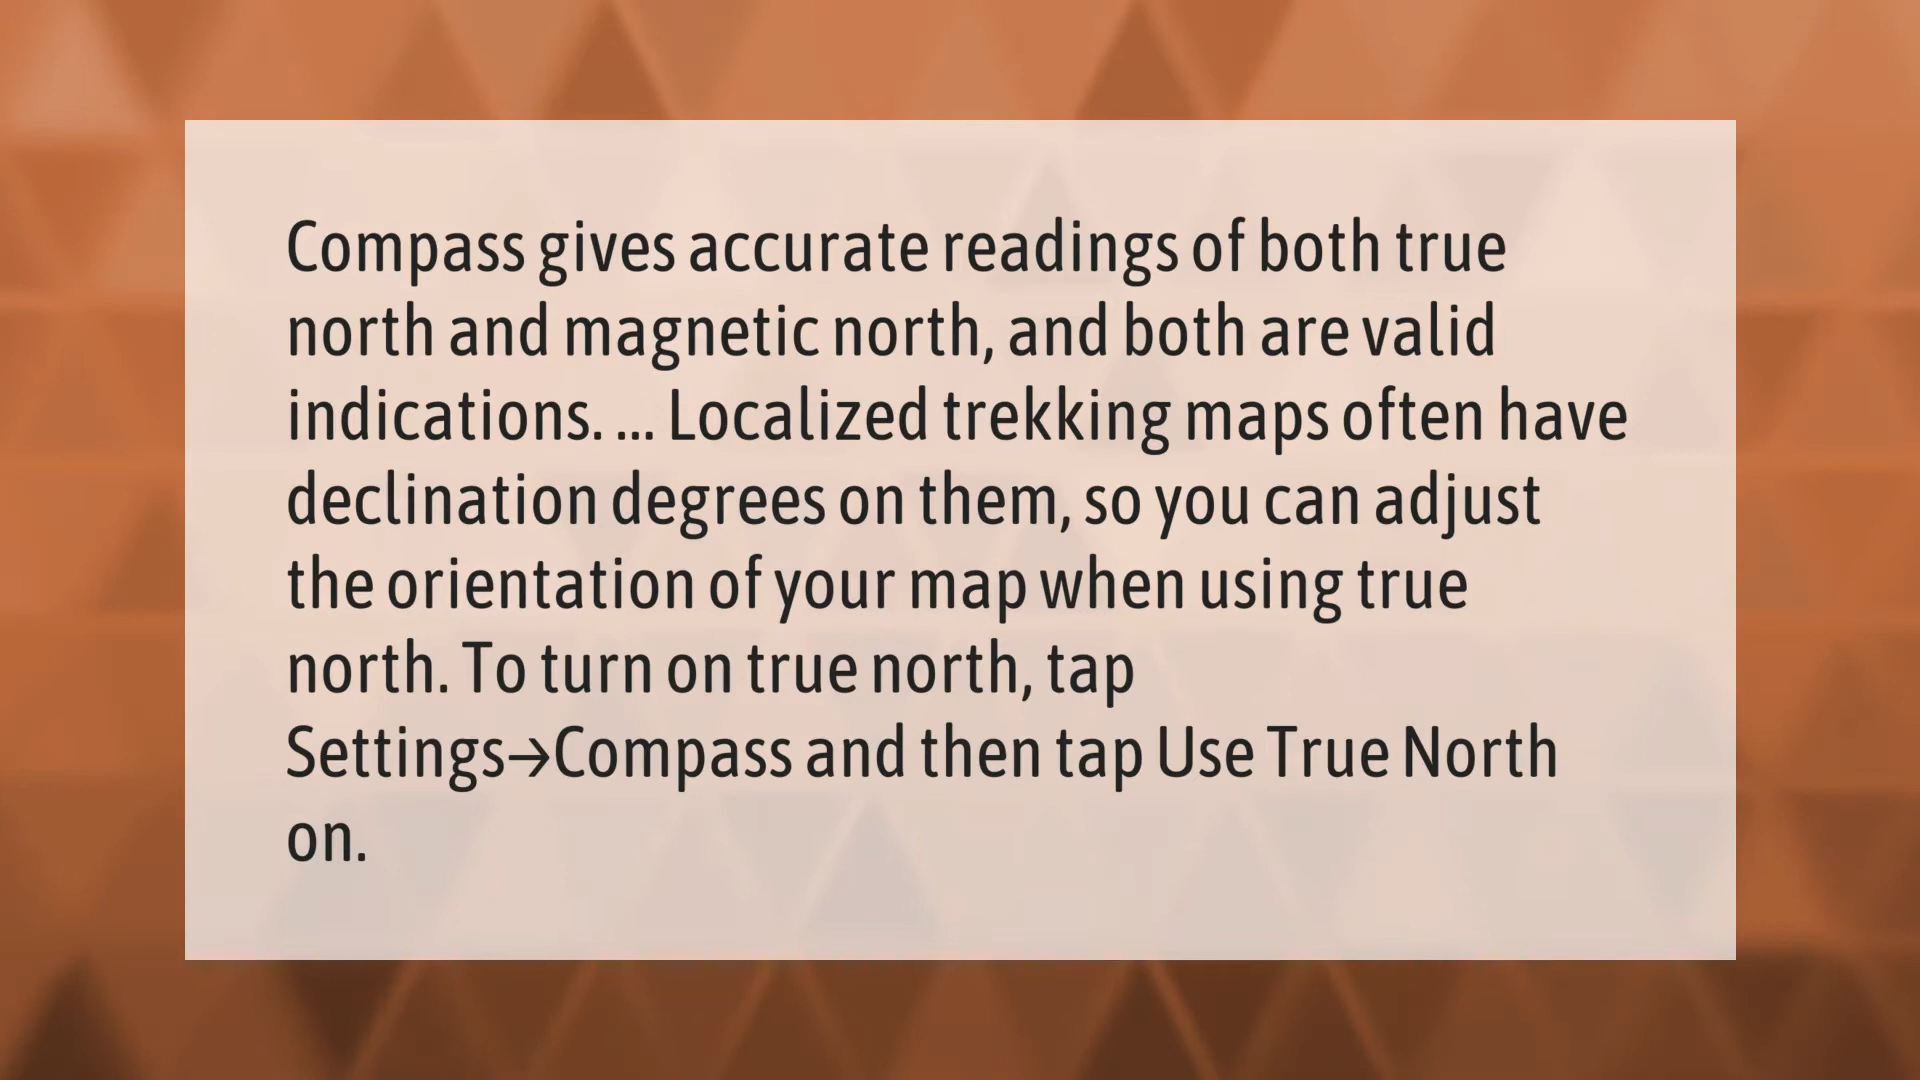 Compass gives accurate readings of both true
north and magnetic north, and both are valid
indications. ... Localized trekking maps often have
declination degrees on them, so you can adjust
the orientation of your map when using true
north. To turn on true north, tap
Settings→Compass and then tap Use True North
on.